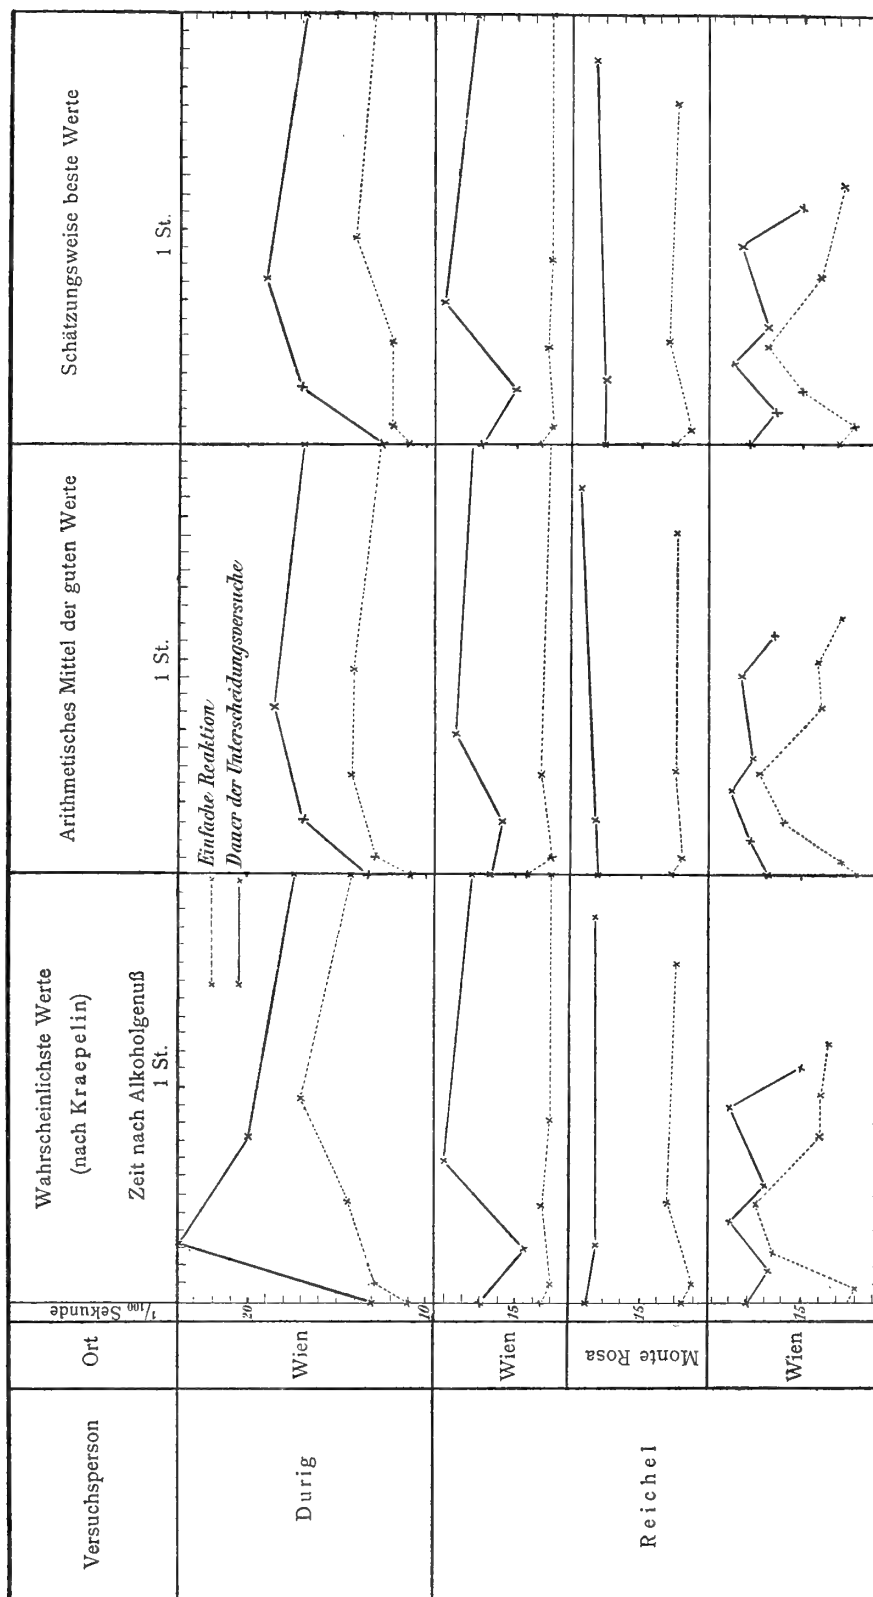 Versuchsperson
Ort
1/100 Sekunde
Wahrscheinlichste Werte
(nach Kraepelin)
Zeit nach Alkoholgenuß
1 St.
Arithmetisches Mittel der guten Werte
1 St.
Schätzungsweise beste Werte
1 St.
Einfache Reaktion
Dauer der Unterscheidungsversuche
Durig
Wien
20
10
Reichel
Wien
15
Monte Rosa
15
Wien
15